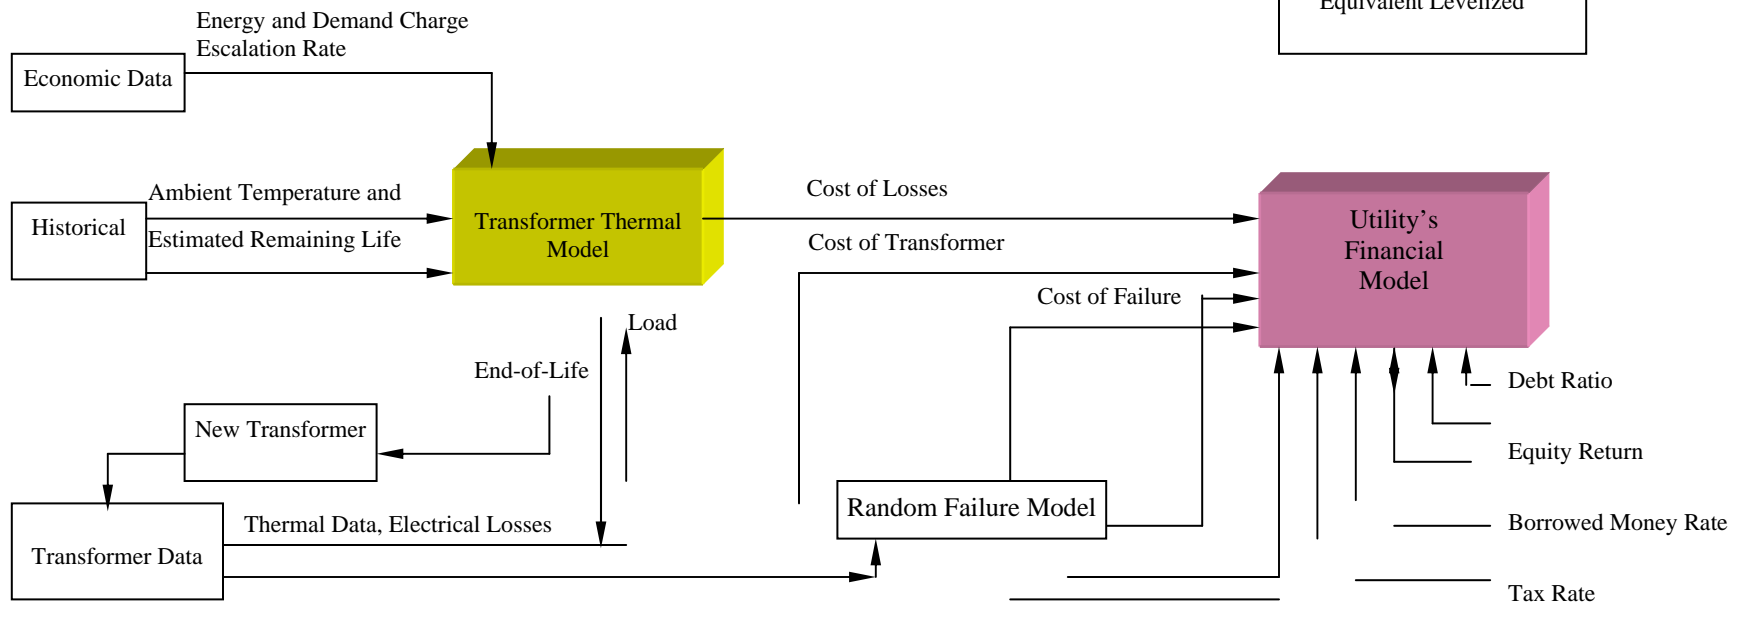 Equivalent Levelized
Energy and Demand Charge
Escalation Rate
Economic Data
Ambient Temperature and
Historical
Estimated Remaining Life
Transformer Thermal
Model
Cost of Losses
Cost of Transformer
Cost of Failure
Utility’s
Financial
Model
Load
End-of-Life
New Transformer
Debt Ratio
Equity Return
Random Failure Model
Thermal Data, Electrical Losses
Transformer Data
Borrowed Money Rate
Tax Rate